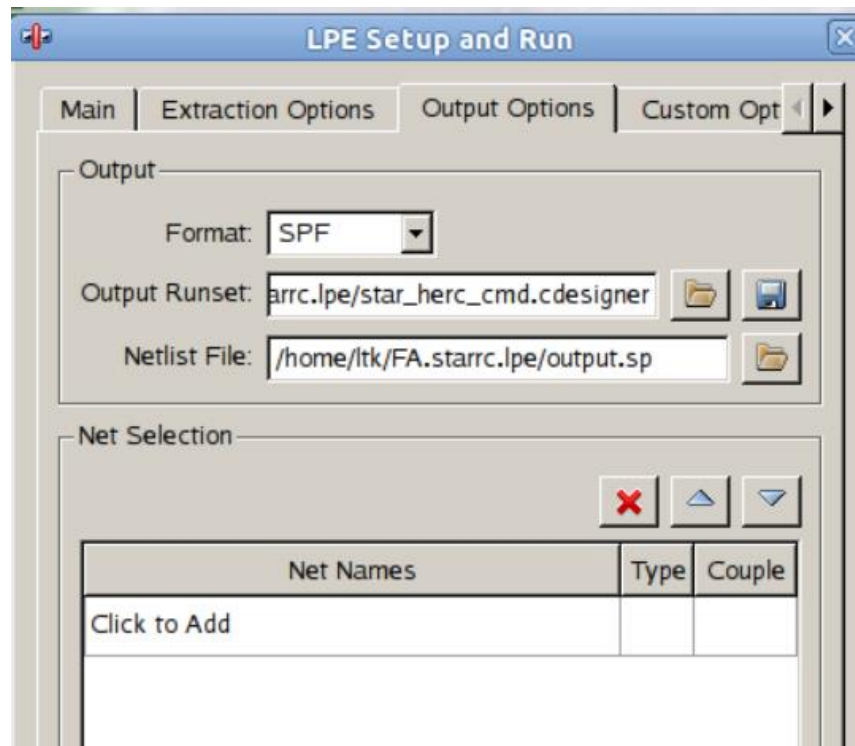 LPE Setup and Run
Main Extraction Options Output Options Custom Opt
Output
Format: SPF
Output Runset: arrc.lpe/star_herc_cmd.cdesigner
Netlist File: /home/ltk/FA.starrc.lpe/output.sp
Net Selection
Net Names Type Couple
Click to Add